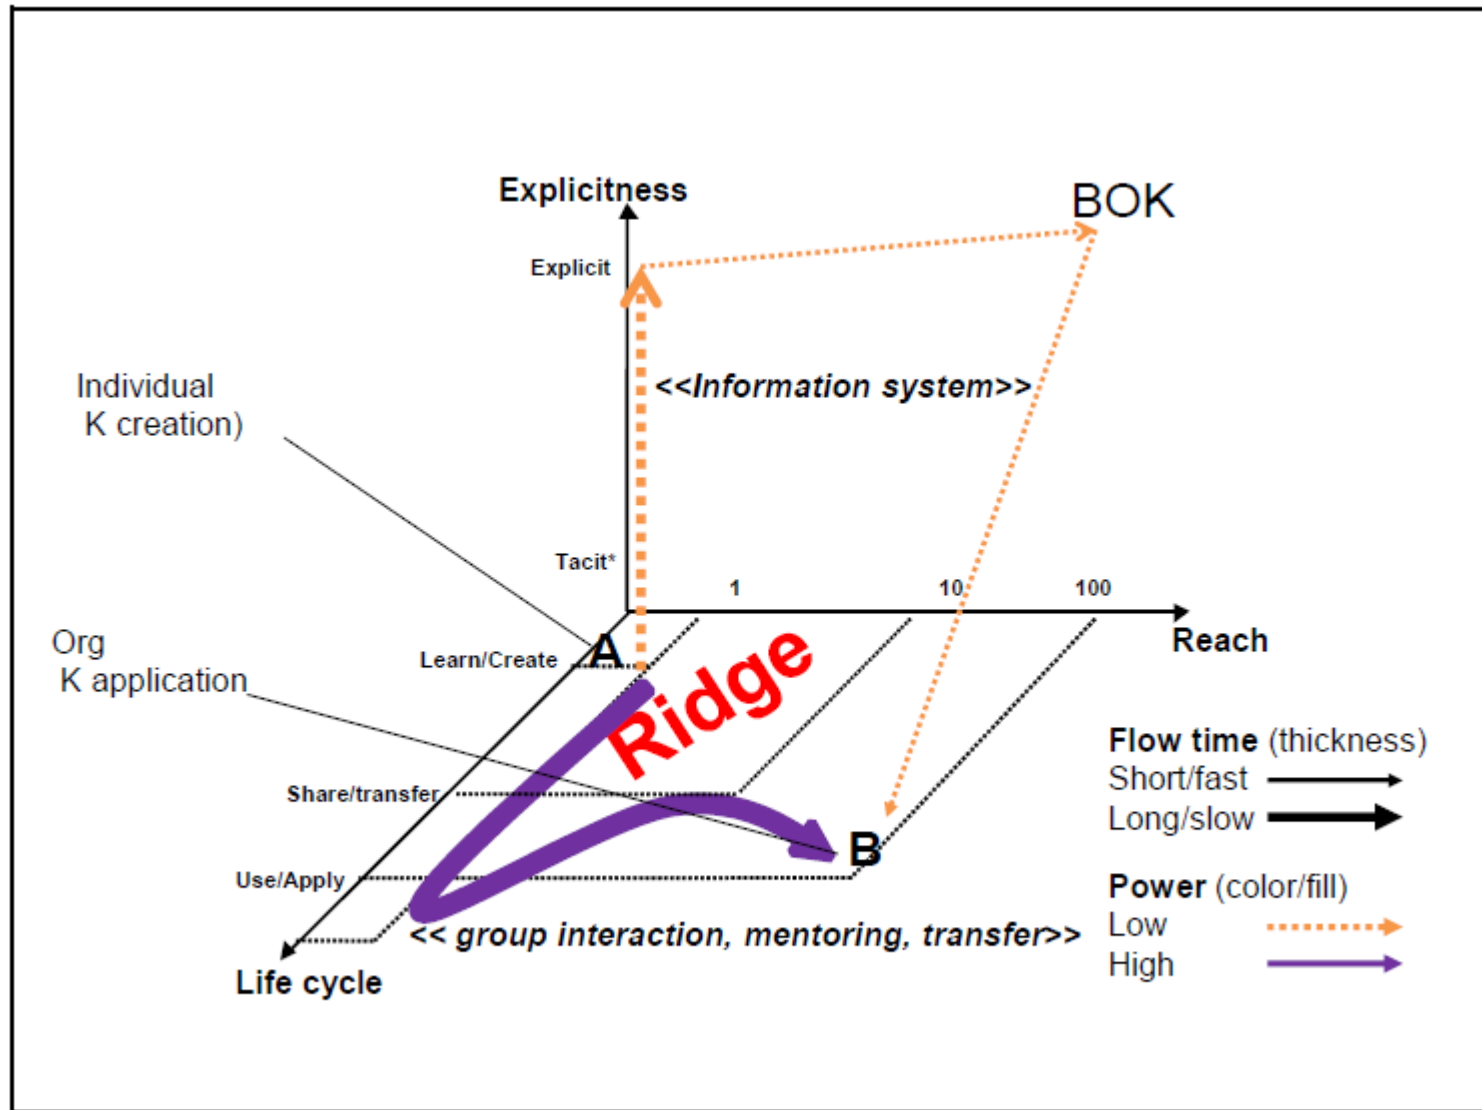 Explicitness
BOK
Explicit
Individual
K creation)
<<Information system>>
Tacit*
1
10
100
Reach
Org
K application
Learn/Create
A
Ridge
Share/transfer
Use/Apply
B
<< group interaction, mentoring, transfer>>
Life cycle
Flow time (thickness)
Short/fast
Long/slow
Power (color/fill)
Low
High